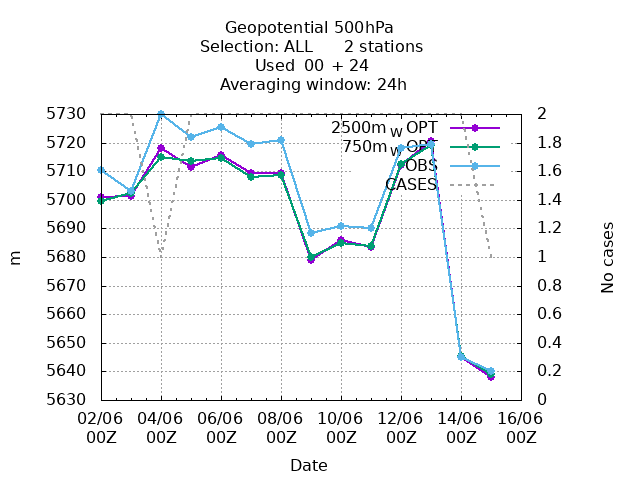 Geopotential 500hPa
Selection: ALL 2 stations
Used 00 + 24
Averaging window: 24h
5730
5720
5710
5700
5690
5680
5670
5660
5650
5640
5630
m
2500m w OPT
750m w OPT
OBS
CASES
2
1.8
1.6
1.4
1.2
1
0.8
0.6
0.4
0.2
0
No cases
02/06 04/06 06/06 08/06 10/06 12/06 14/06 16/06
00Z 00Z 00Z 00Z 00Z 00Z 00Z 00Z
Date